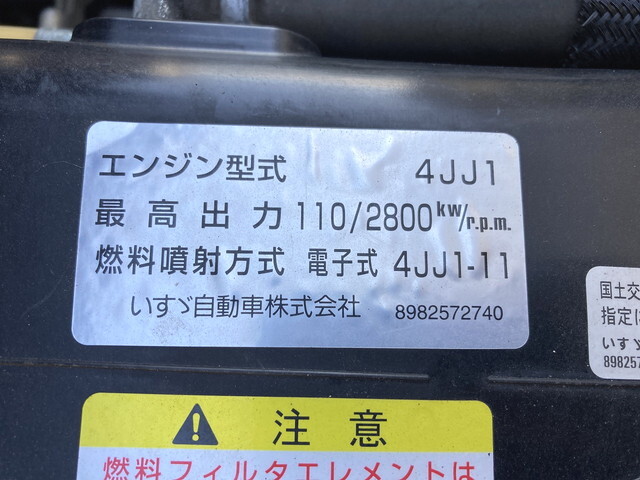 エンジン型式 4JJ1
最高出力 110/2800kw/r.p.m.
燃料噴射方式 電子式 4JJ1-11
いすゞ自動車株式会社 8982572740
国土交
指定
いすゞ
89825
⚠ 注意
燃料フィルタエレメントは